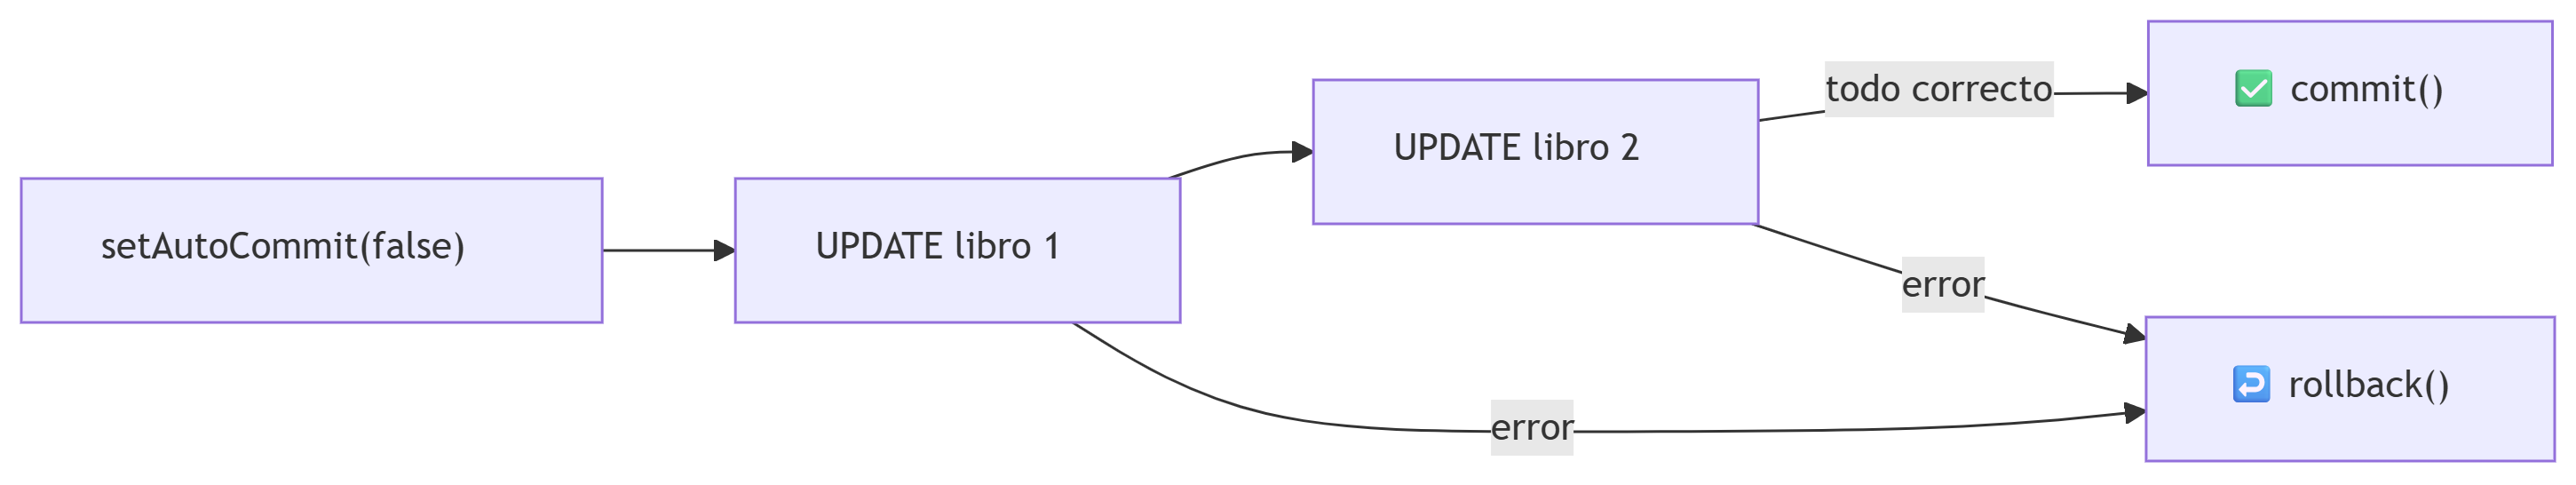 setAutoCommit(false)
UPDATE libro 1
UPDATE libro 2
todo correcto
✅ commit()
error
error
↩️ rollback()